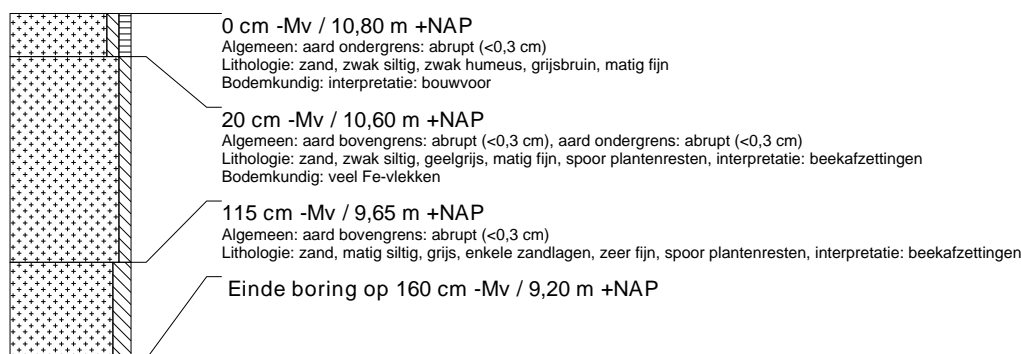 0 cm -Mv / 10,80 m +NAP
Algemeen: aard ondergrens: abrupt (<0,3 cm)
Lithologie: zand, zwak siltig, zwak humeus, grijsbruin, matig fijn
Bodemkundig: interpretatie: bouwvoor
20 cm -Mv / 10,60 m +NAP
Algemeen: aard bovengrens: abrupt (<0,3 cm), aard ondergrens: abrupt (<0,3 cm)
Lithologie: zand, zwak siltig, geelgrijs, matig fijn, spoor plantenresten, interpretatie: beekafzettingen
Bodemkundig: veel Fe-vlekken
115 cm -Mv / 9,65 m +NAP
Algemeen: aard bovengrens: abrupt (<0,3 cm)
Lithologie: zand, matig siltig, grijs, enkele zandlagen, zeer fijn, spoor plantenresten, interpretatie: beekafzettingen
Einde boring op 160 cm -Mv / 9,20 m +NAP